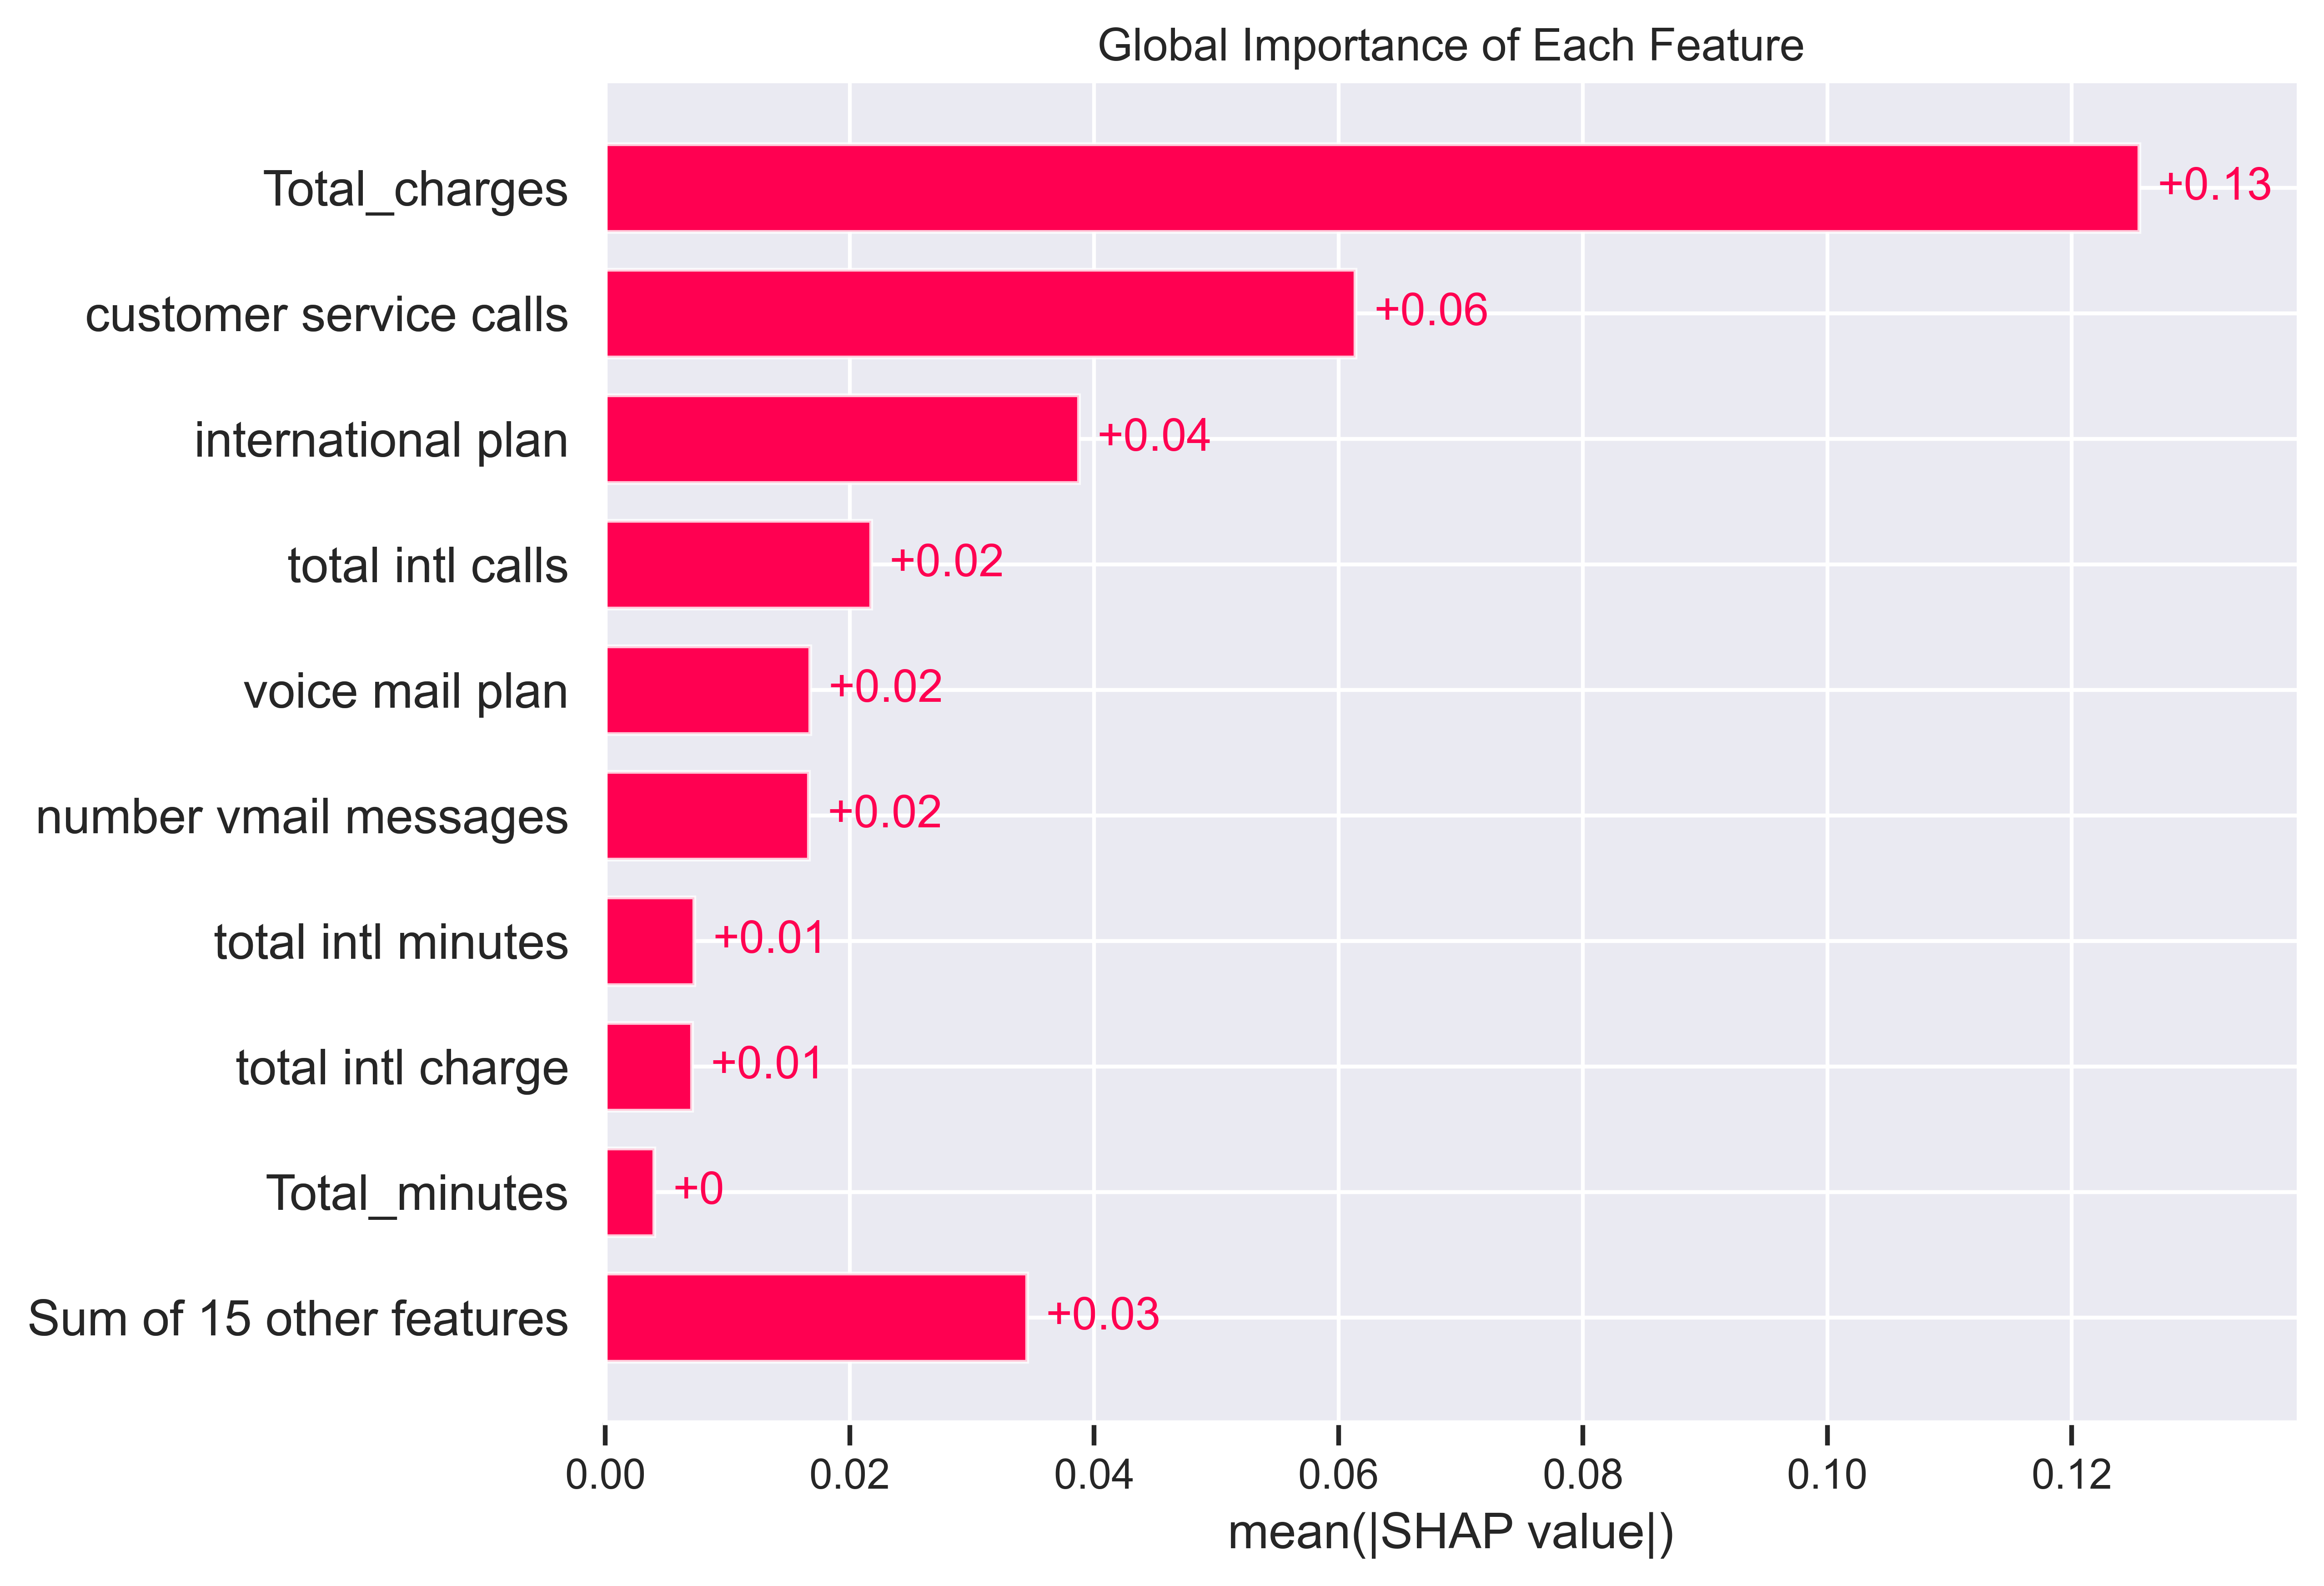 Global Importance of Each Feature
Total_charges
+0.13
customer service calls
+0.06
international plan
+0.04
total intl calls
+0.02
voice mail plan
+0.02
number vmail messages
+0.02
total intl minutes
+0.01
total intl charge
+0.01
Total_minutes
+0
Sum of 15 other features
+0.03
0.00 0.02 0.04 0.06 0.08 0.10 0.12
mean(|SHAP value|)